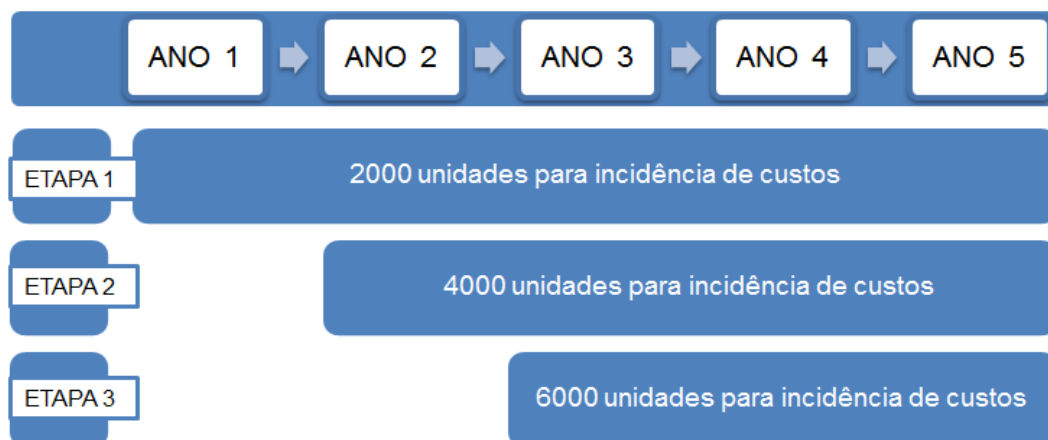 ANO 1
ANO 2
ANO 3
ANO 4
ANO 5
ETAPA 1
2000 unidades para incidência de custos
ETAPA 2
4000 unidades para incidência de custos
ETAPA 3
6000 unidades para incidência de custos